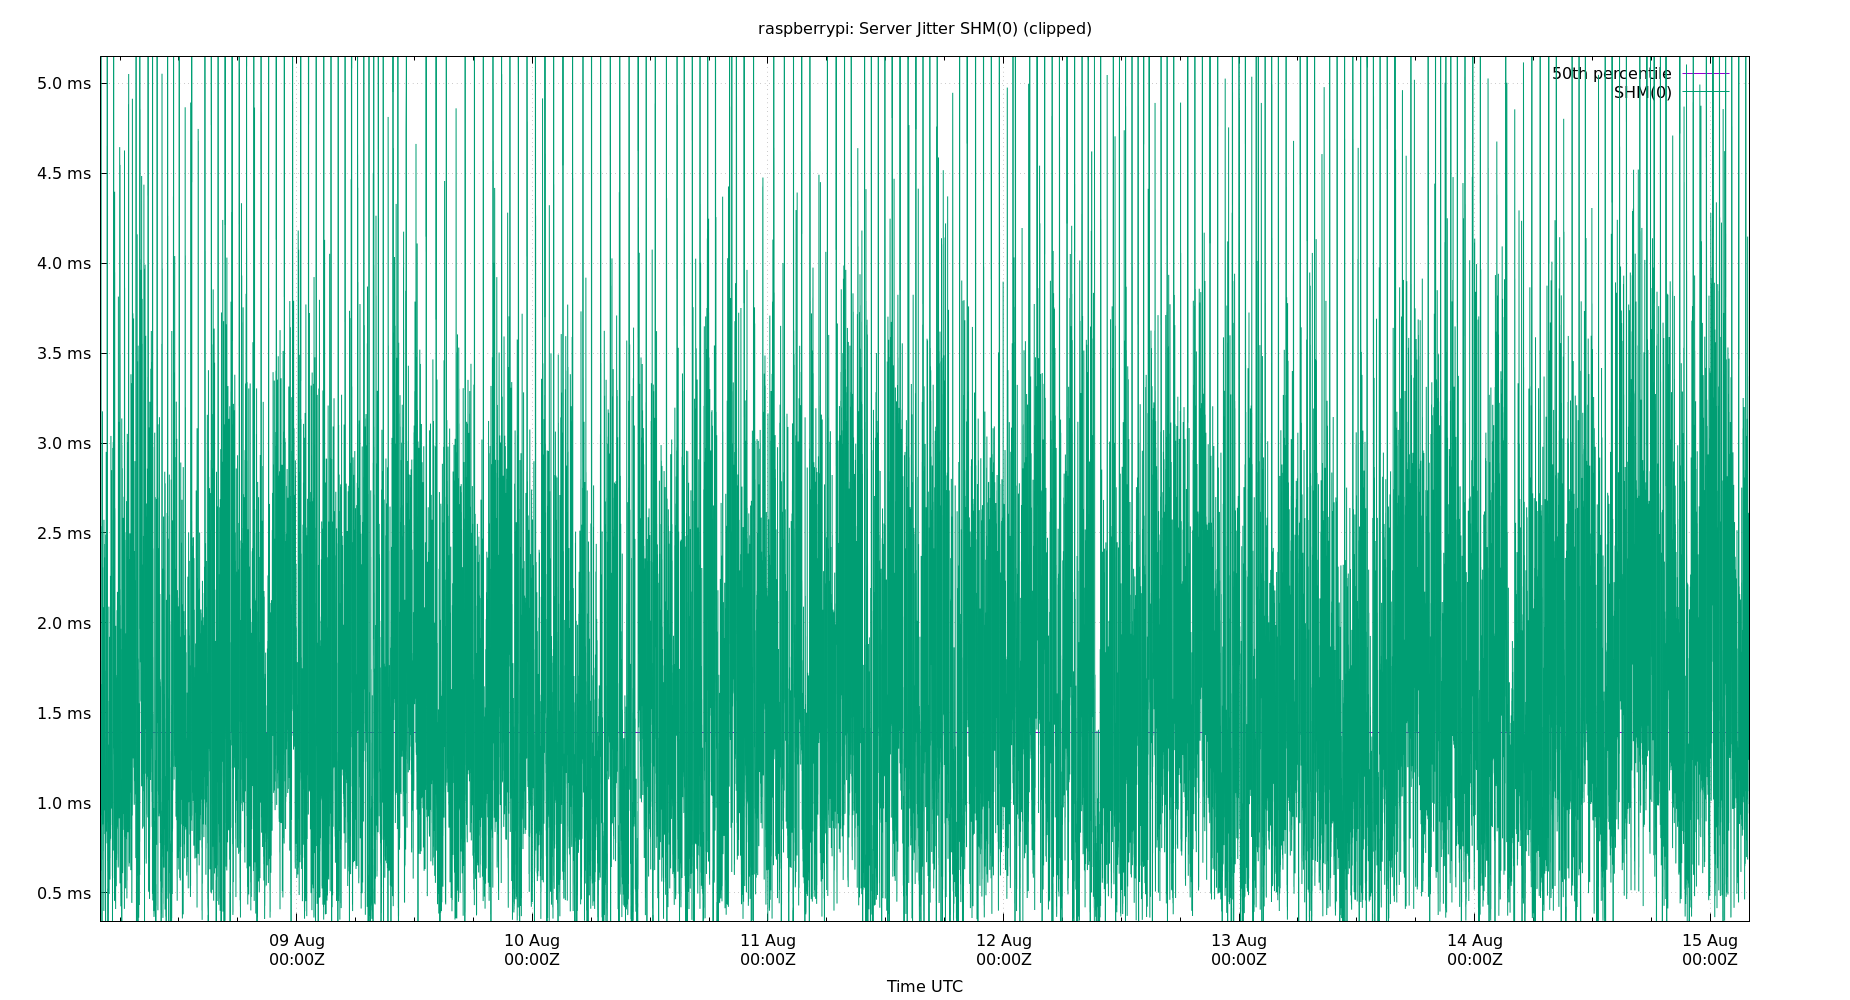 raspberrypi: Server Jitter SHM(0) (clipped)
50th percentile
SHM(0)
5.0 ms
4.5 ms
4.0 ms
3.5 ms
3.0 ms
2.5 ms
2.0 ms
1.5 ms
1.0 ms
0.5 ms
09 Aug 10 Aug 11 Aug 12 Aug 13 Aug 14 Aug 15 Aug
00:00Z 00:00Z 00:00Z 00:00Z 00:00Z 00:00Z 00:00Z
Time UTC